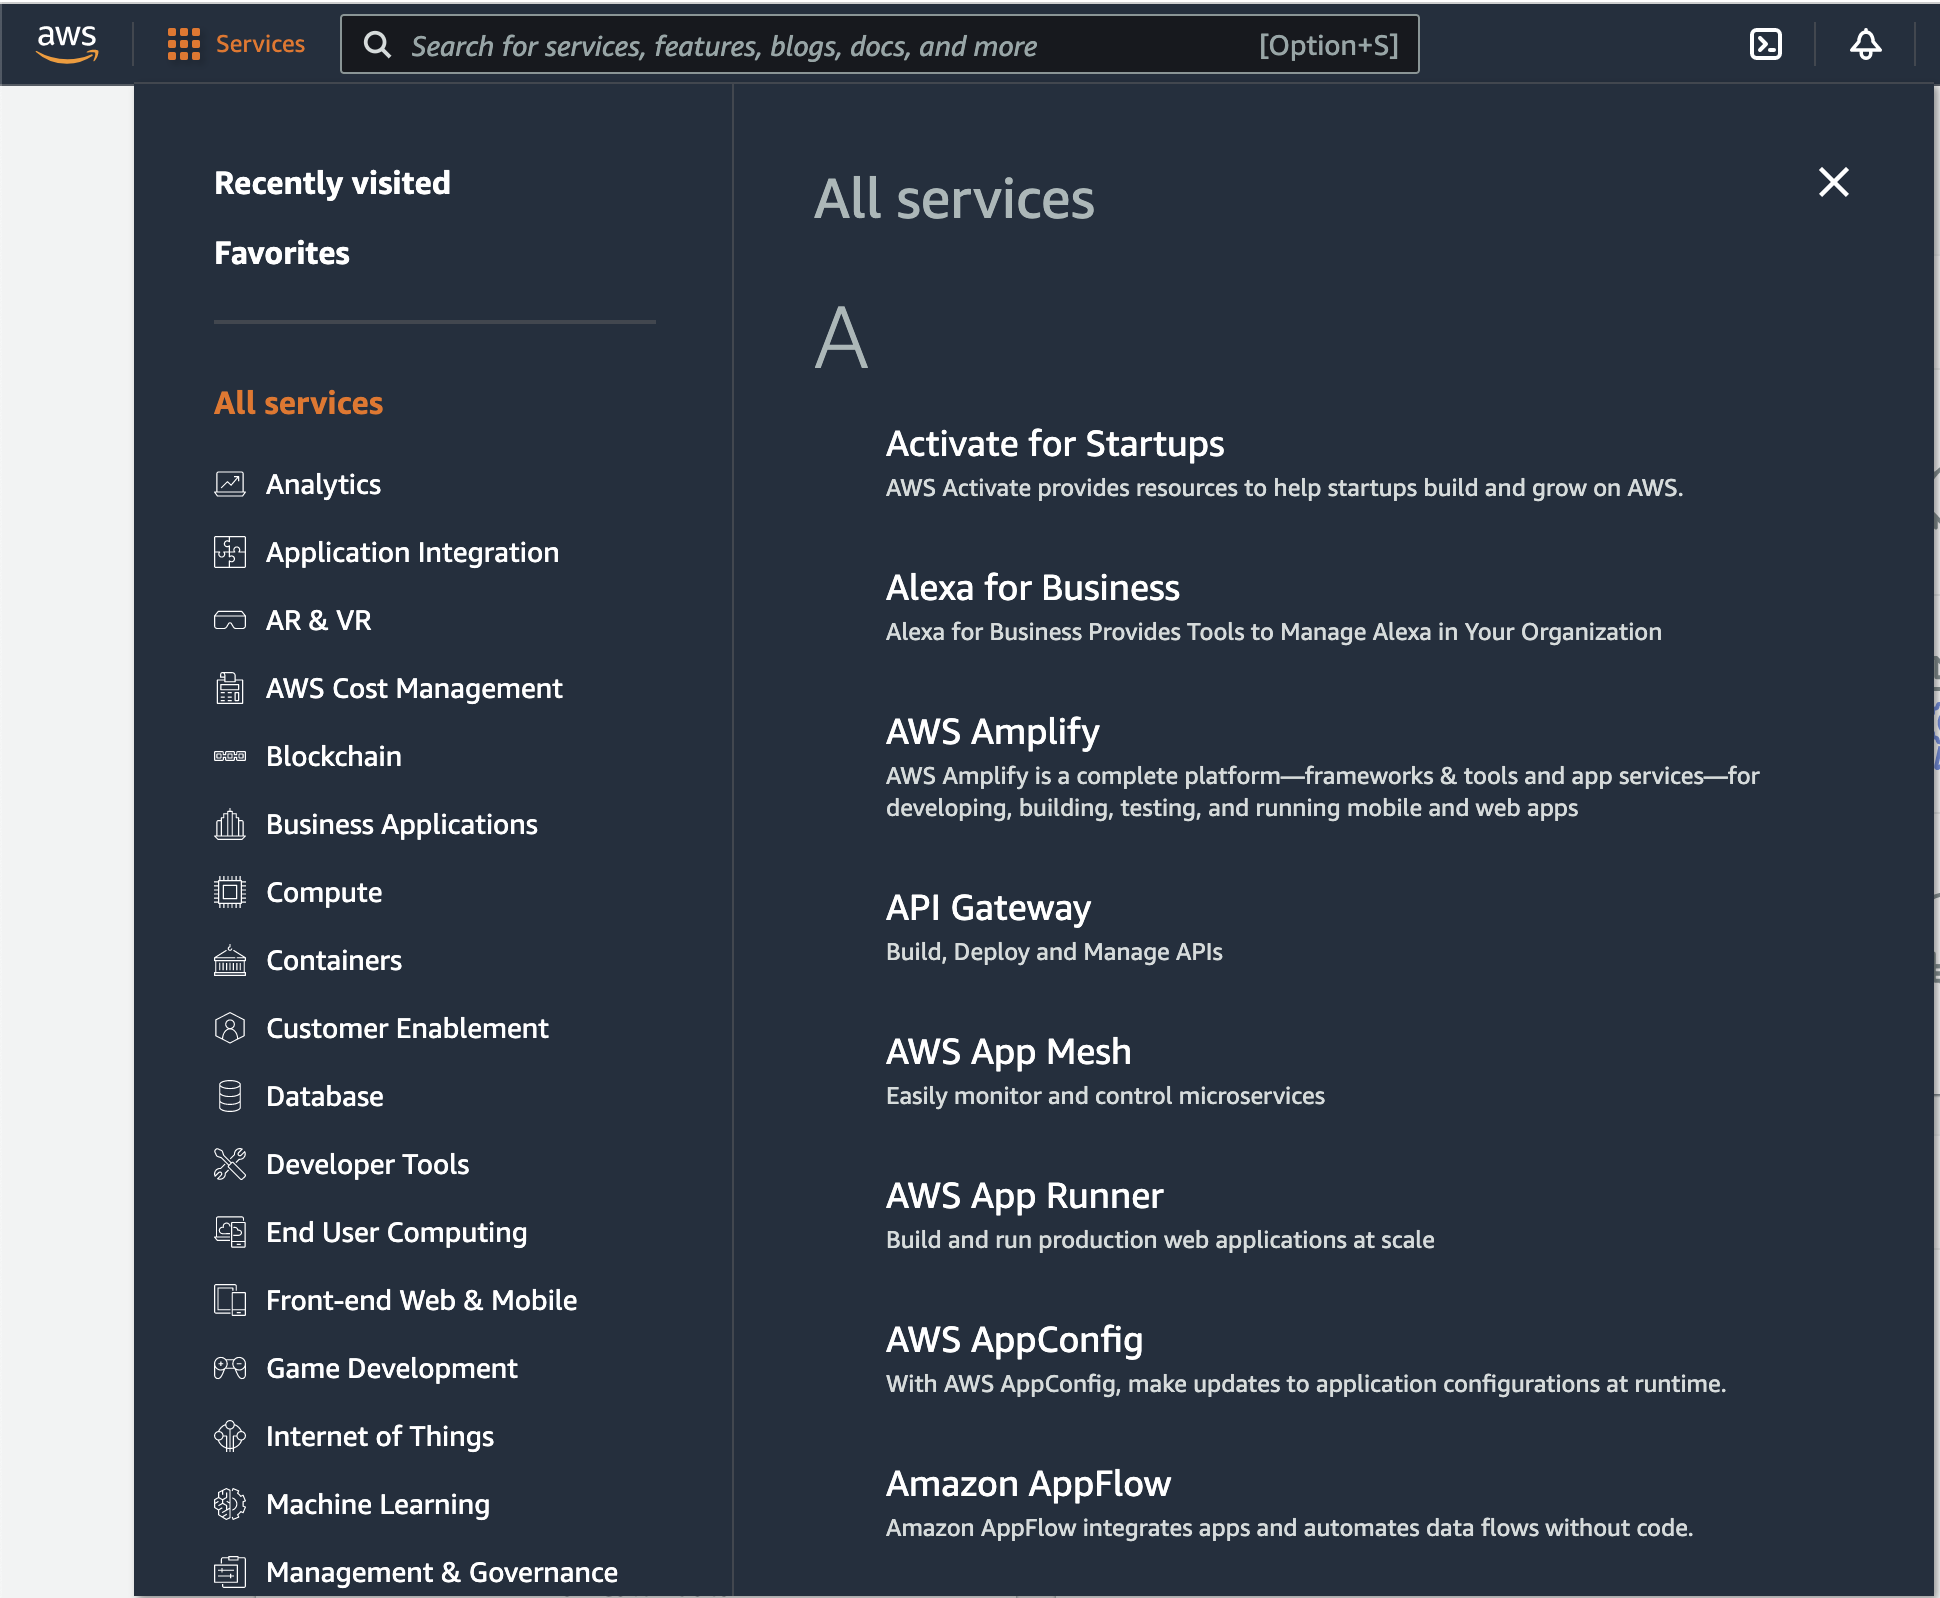 aws
Services
Search for services, features, blogs, docs, and more
[Option+S]
Recently visited
Favorites
All services
Analytics
Application Integration
AR & VR
AWS Cost Management
Blockchain
Business Applications
Compute
Containers
Customer Enablement
Database
Developer Tools
End User Computing
Front-end Web & Mobile
Game Development
Internet of Things
Machine Learning
Management & Governance
All services
A
Activate for Startups
AWS Activate provides resources to help startups build and grow on AWS.
Alexa for Business
Alexa for Business Provides Tools to Manage Alexa in Your Organization
AWS Amplify
AWS Amplify is a complete platform—frameworks & tools and app services—for
developing, building, testing, and running mobile and web apps
API Gateway
Build, Deploy and Manage APIs
AWS App Mesh
Easily monitor and control microservices
AWS App Runner
Build and run production web applications at scale
AWS AppConfig
With AWS AppConfig, make updates to application configurations at runtime.
Amazon AppFlow
Amazon AppFlow integrates apps and automates data flows without code.